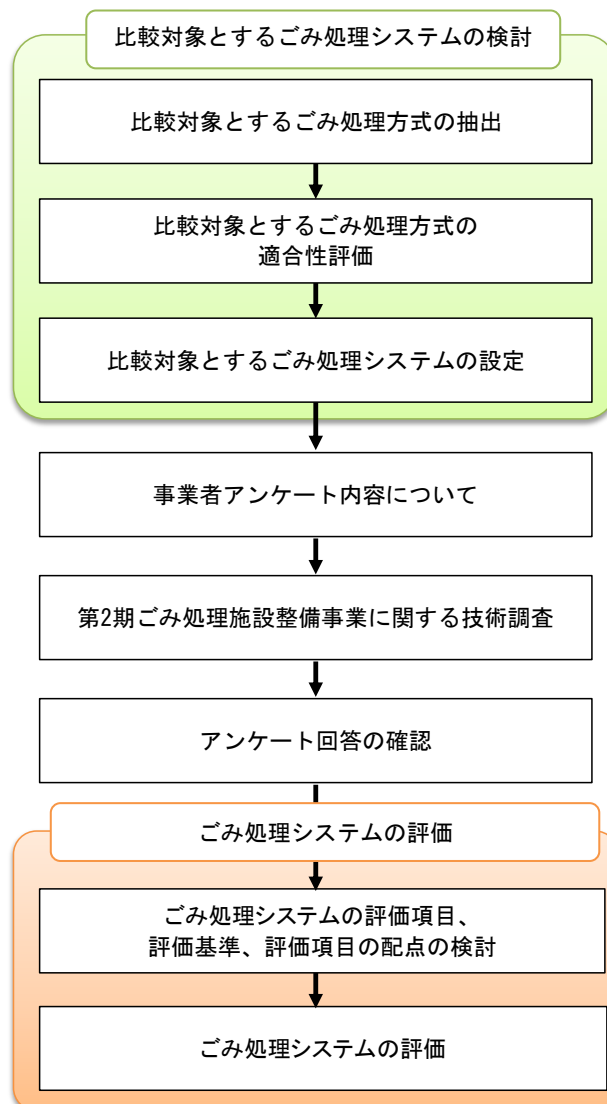 比較対象とするごみ処理システムの検討
比較対象とするごみ処理方式の抽出
比較対象とするごみ処理方式の
適合性評価
比較対象とするごみ処理システムの設定
事業者アンケート内容について
第2期ごみ処理施設整備事業に関する技術調査
アンケート回答の確認
ごみ処理システムの評価
ごみ処理システムの評価項目、
評価基準、評価項目の配点の検討
ごみ処理システムの評価